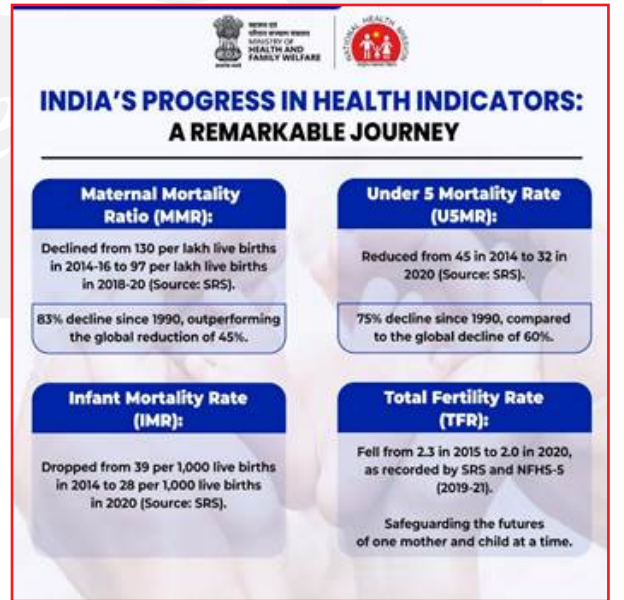 MINISTRY OF
HEALTH AND
FAMILY WELFARE
NATIONAL HEALTH MISSION
INDIA'S PROGRESS IN HEALTH INDICATORS:
A REMARKABLE JOURNEY
Maternal Mortality
Ratio (MMR):
Declined from 130 per lakh live births
in 2014-16 to 97 per lakh live births
in 2018-20 (Source: SRS).
83% decline since 1990, outperforming
the global reduction of 45%.
Under 5 Mortality Rate
(U5MR):
Reduced from 45 in 2014 to 32 in
2020 (Source: SRS).
75% decline since 1990, compared
to the global decline of 60%.
Infant Mortality Rate
(IMR):
Dropped from 39 per 1,000 live births
in 2014 to 28 per 1,000 live births
in 2020 (Source: SRS).
Total Fertility Rate
(TFR):
Fell from 2.3 in 2015 to 2.0 in 2020,
as recorded by SRS and NFHS-5
(2019-21).
Safeguarding the futures
of one mother and child at a time.